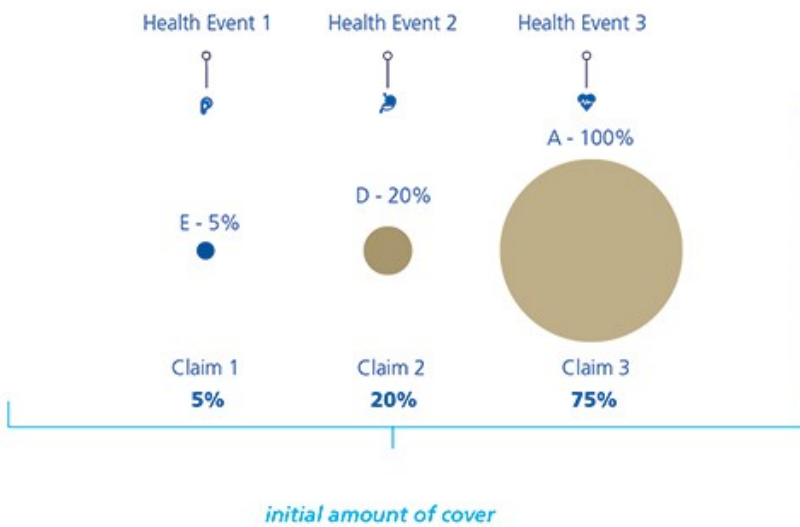 Health Event 1
Health Event 2
Health Event 3
A - 100%
D - 20%
E - 5%
Claim 1
Claim 2
Claim 3
5%
20%
75%
initial amount of cover